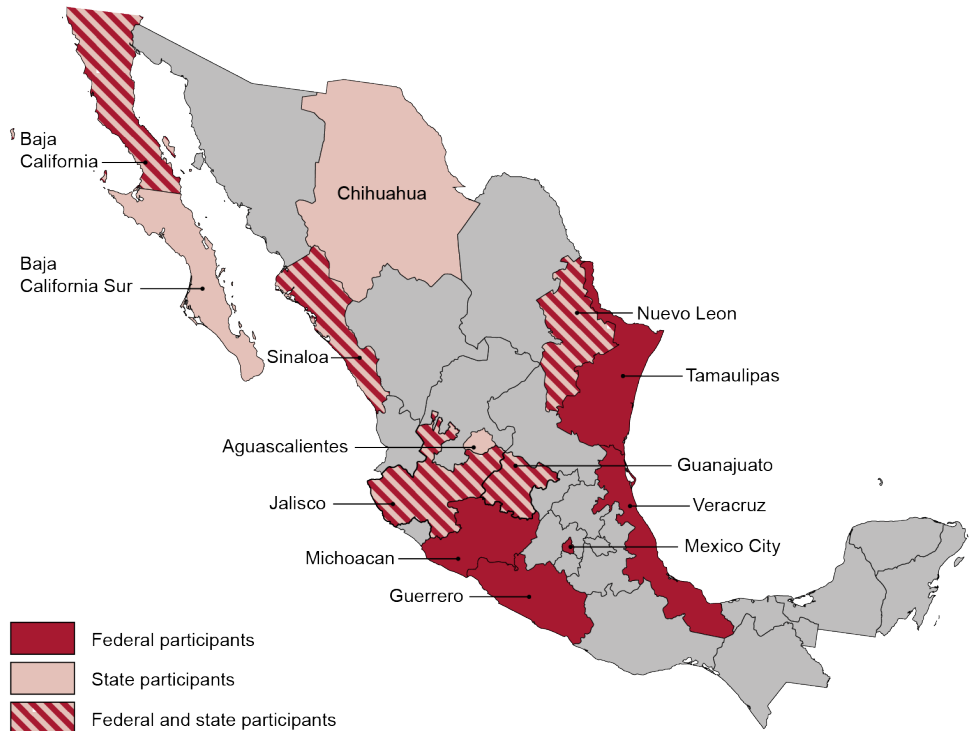 Baja
California
Chihuahua
Baja
California Sur
Nuevo Leon
Sinaloa
Tamaulipas
Aguascalientes
Guanajuato
Jalisco
Veracruz
Mexico City
Michoacan
Guerrero
Federal participants
State participants
Federal and state participants